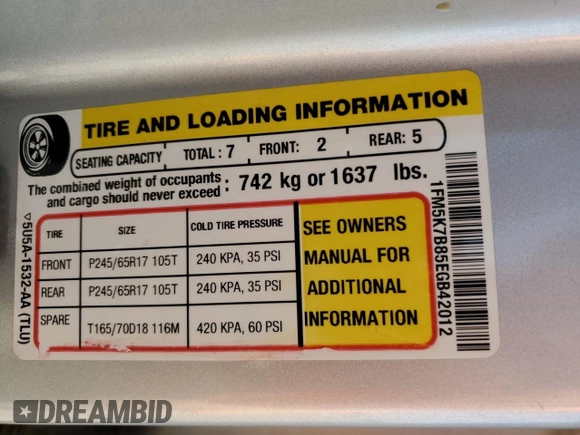 TIRE AND LOADING INFORMATION
SEATING CAPACITY TOTAL : 7 FRONT: 2 REAR: 5
The combined weight of occupants and cargo should never exceed : 742 kg or 1637 lbs.
TIRE SIZE COLD TIRE PRESSURE
FRONT P245/65R17 105T 240 KPA, 35 PSI
REAR P245/65R17 105T 240 KPA, 35 PSI
SPARE T165/70D18 116M 420 KPA, 60 PSI
SEE OWNERS
MANUAL FOR
ADDITIONAL
INFORMATION
▽5U5A-1532-AA (TLU)
1FM5K7B85EGB42012
DREAMBID